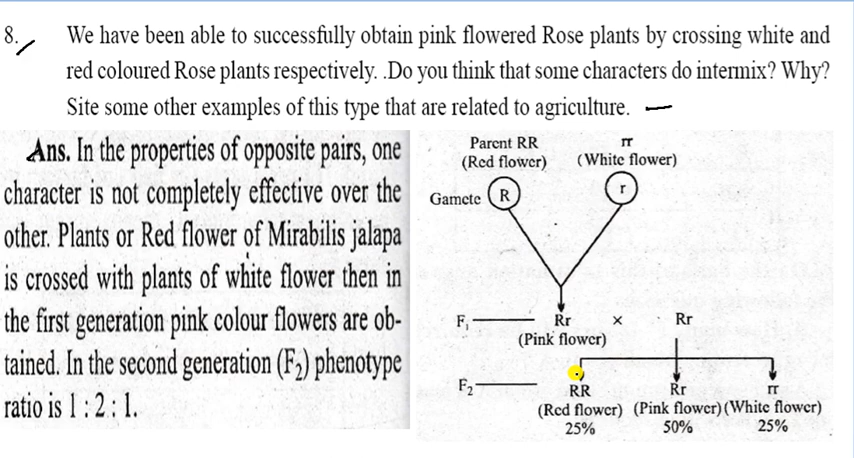 8. We have been able to successfully obtain pink flowered Rose plants by crossing white and
red coloured Rose plants respectively. .Do you think that some characters do intermix? Why?
Site some other examples of this type that are related to agriculture.
Ans. In the properties of opposite pairs, one
character is not completely effective over the
other. Plants or Red flower of Mirabilis jalapa
is crossed with plants of white flower then in
the first generation pink colour flowers are ob-
tained. In the second generation (F₂) phenotype
ratio is 1 : 2 : 1.
Parent RR rr
(Red flower) (White flower)
Gamete R r
F₁ Rr × Rr
(Pink flower)
F₂ RR Rr rr
(Red flower) (Pink flower) (White flower)
25% 50% 25%